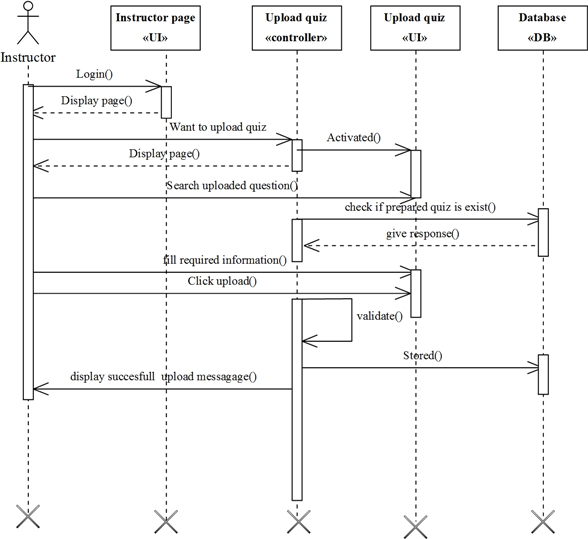 Instructor page
«UI»
Upload quiz
«controller»
Upload quiz
«UI»
Database
«DB»
Instructor
Login()
Display page()
Want to upload quiz
Activated()
Display page()
Search uploaded question()
check if prepared quiz is exist()
give response()
fill required information()
Click upload()
validate()
Stored()
display succesfull upload messagage()